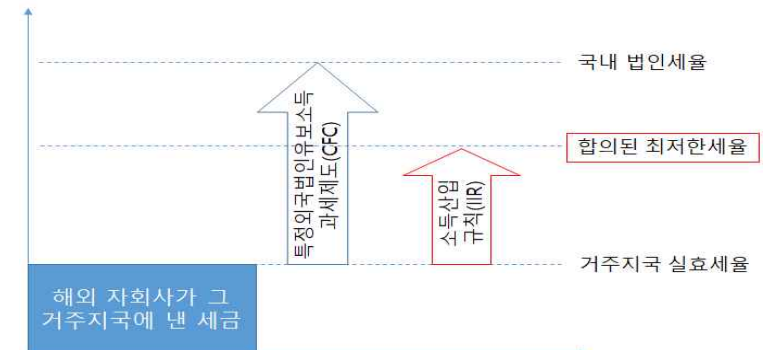 국내 법인세율
특정외국법인유보소득
과세제도(CFC)
합의된 최저한세율
소득산입
규칙(IIR)
거주지국 실효세율
해외 자회사가 그
거주지국에 낸 세금